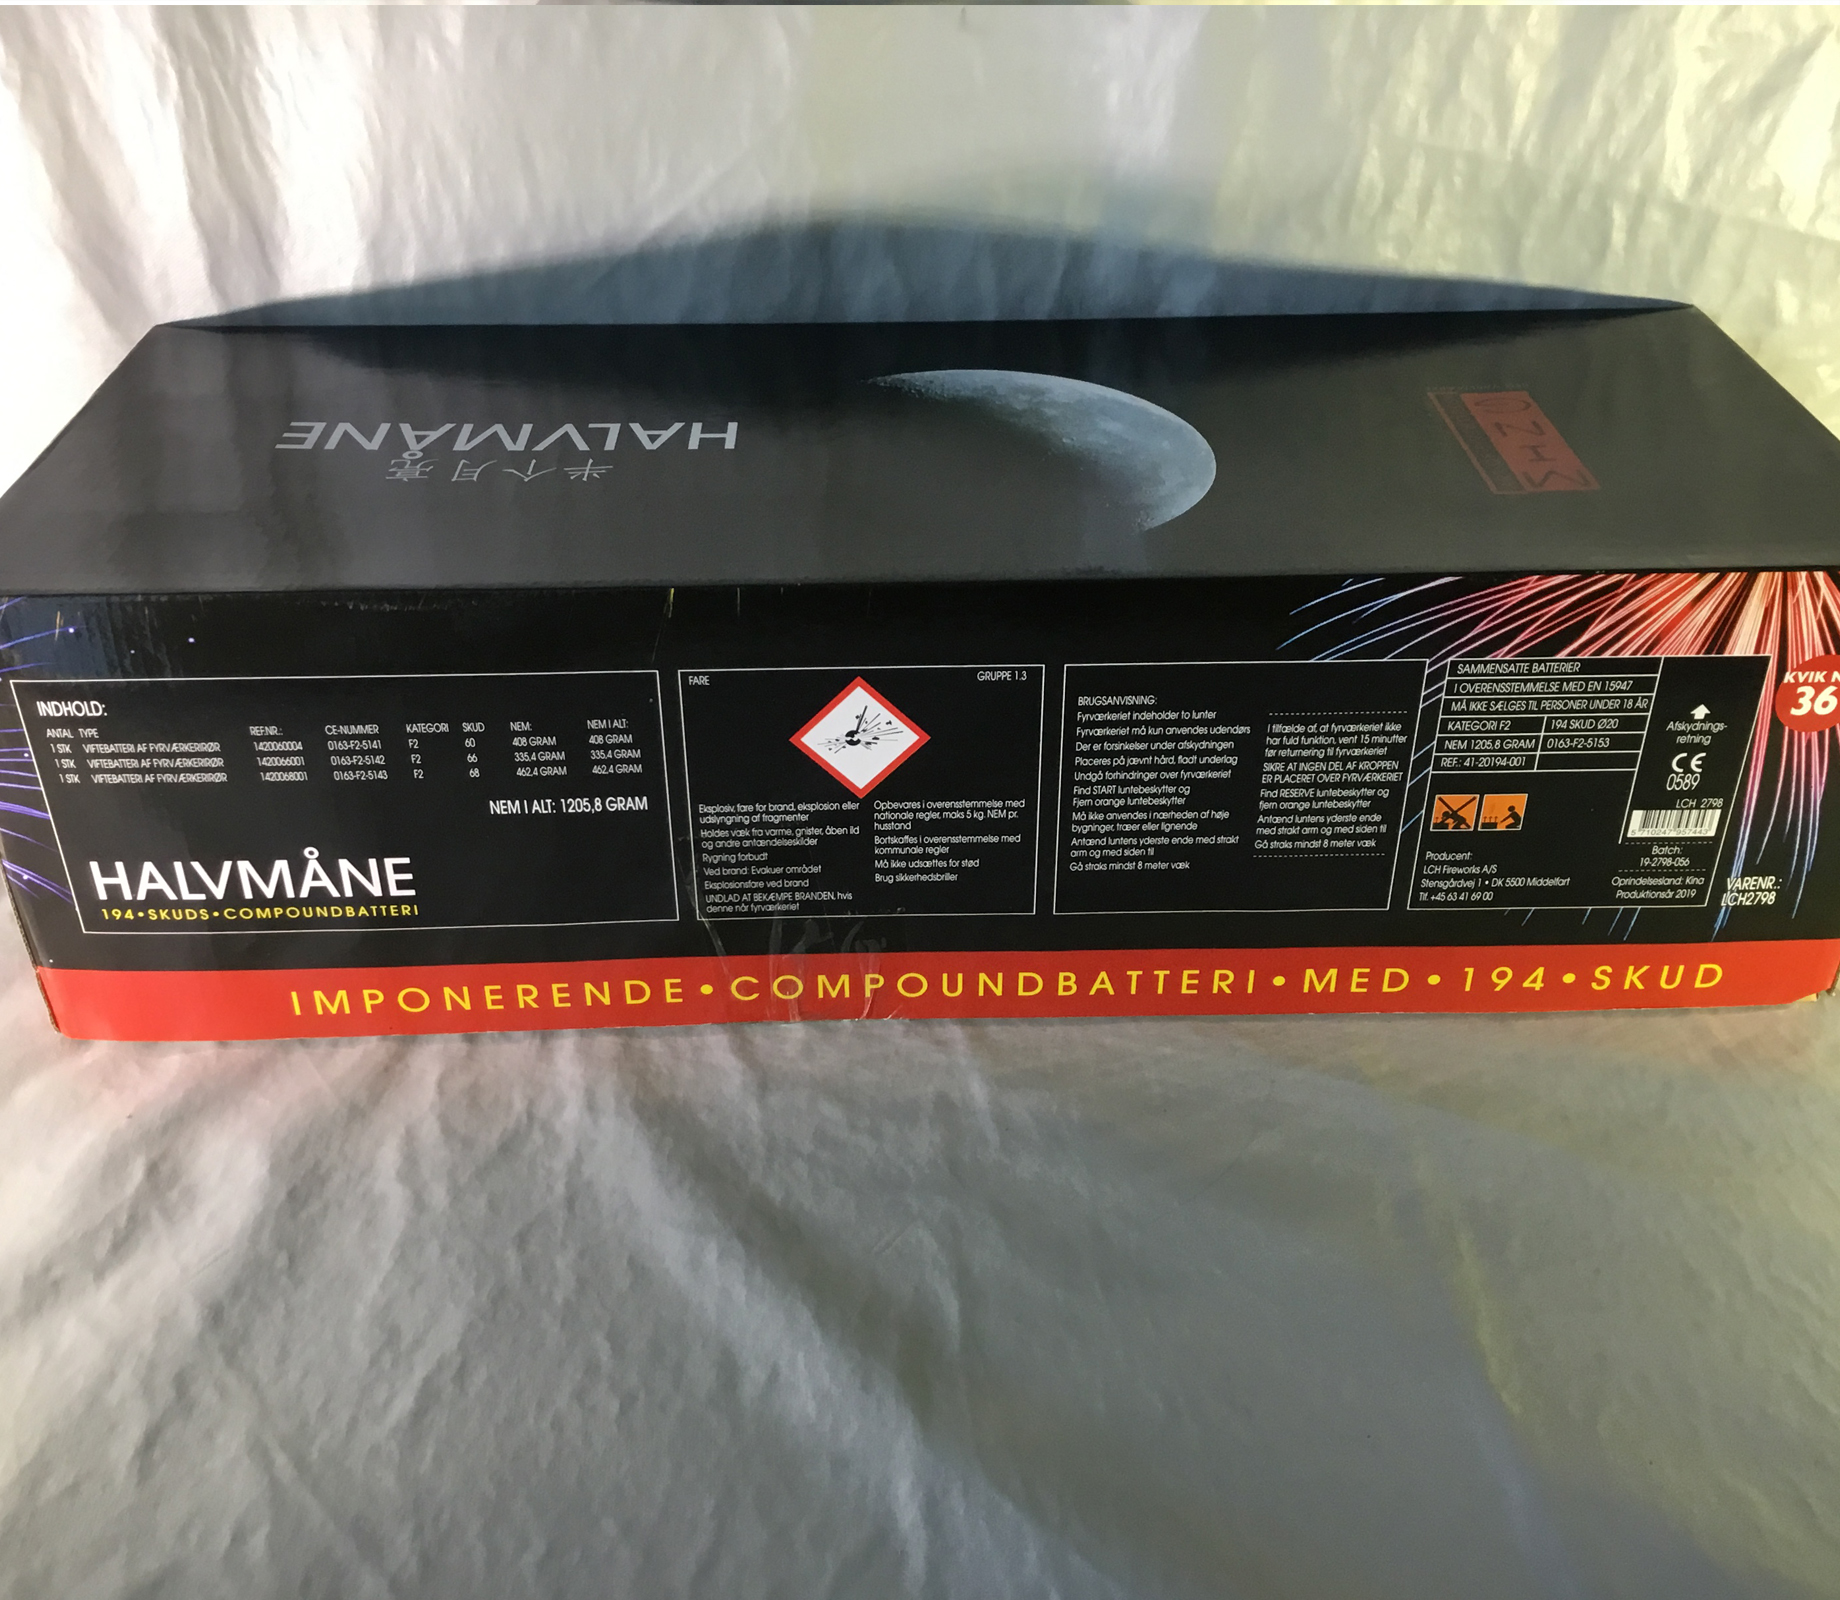 HALVMÅNE
半个月亮
INDHOLD:
ANTAL TYPE REF.NR.: CE-NUMMER KATEGORI SKUD NEM: NEM I ALT:
1 STK VIFTEBATTERI AF FYRVÆRKERIRØR 1420060004 0163-F2-5141 F2 60 408 GRAM 408 GRAM
1 STK VIFTEBATTERI AF FYRVÆRKERIRØR 1420066001 0163-F2-5142 F2 66 335,4 GRAM 335,4 GRAM
1 STK VIFTEBATTERI AF FYRVÆRKERIRØR 1420068001 0163-F2-5143 F2 68 462,4 GRAM 462,4 GRAM
NEM I ALT: 1205,8 GRAM
HALVMÅNE
194•SKUDS•COMPOUNDBATTERI
FARE
GRUPPE 1.3
Eksplosiv, fare for brand, eksplosion eller
udslyngning af fragmenter
Holdes væk fra varme, gnister, åben ild
og andre antændelseskilder
Rygning forbudt
Ved brand: Evakuer området
Eksplosionsfare ved brand
UNDLAD AT BEKÆMPE BRANDEN, hvis
denne når fyrværkeriet
Opbevares i overensstemmelse med
nationale regler, maks 5 kg. NEM pr.
husstand
Bortskaffes i overensstemmelse med
kommunale regler
Må ikke udsættes for stød
Brug sikkerhedsbriller
BRUGSANVISNING:
Fyrværkeriet indeholder to lunter
Fyrværkeriet må kun anvendes udendørs
Der er forsinkelser under afskydningen
Placeres på jævnt hård, fladt underlag
Undgå forhindringer over fyrværkeriet
Find START luntebeskytter og
Fjern orange luntebeskytter
Må ikke anvendes i nærheden af høje
bygninger, træer eller lignende
Antænd luntens yderste ende med strakt
arm og med siden til
Gå straks mindst 8 meter væk
I tilfælde af, at fyrværkeriet ikke
har fuld funktion, vent 15 minutter
før returnering til fyrværkeriet
SIKRE AT INGEN DEL AF KROPPEN
ER PLACERET OVER FYRVÆRKERIET
Find RESERVE luntebeskytter og
fjern orange luntebeskytter
Antænd luntens yderste ende
med strakt arm og med siden til
Gå straks mindst 8 meter væk
SAMMENSATTE BATTERIER
I OVERENSSTEMMELSE MED EN 15947
MÅ IKKE SÆLGES TIL PERSONER UNDER 18 ÅR
KATEGORI F2 194 SKUD Ø20
NEM 1205,8 GRAM 0163-F2-5153
REF.: 41-20194-001
Producent:
LCH Fireworks A/S
Stensgårdvej 1 • DK 5500 Middelfart
Tlf. +45 63 41 69 00
Afskydnings-
retning
CE
0589
LCH 2798
5 710247 957443
Batch:
19-2798-056
Oprindelsesland: Kina
Produktionsår 2019
KVIK N
36
VARENR.:
LCH2798
IMPONERENDE•COMPOUNDBATTERI•MED•194•SKUD